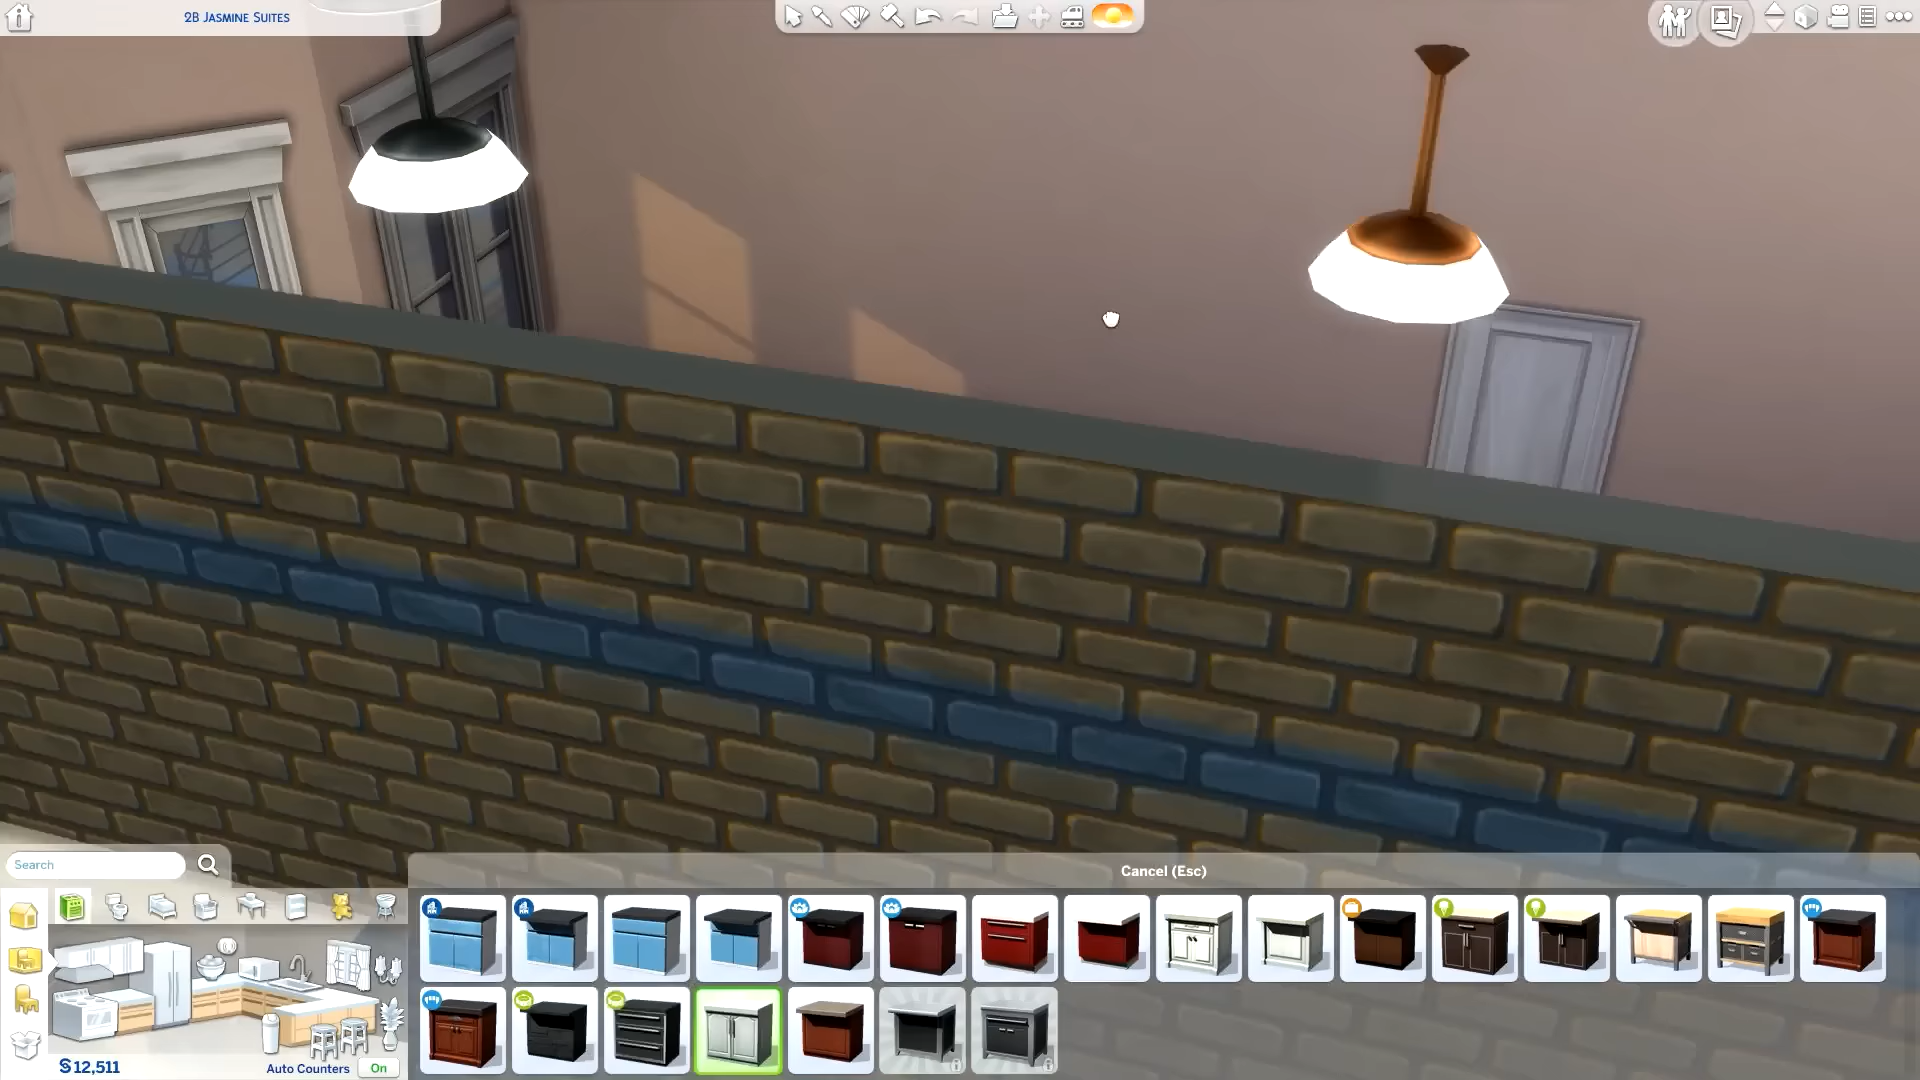 2B JASMINE SUITES
Search
Cancel (Esc)
§12,511
Auto Counters On